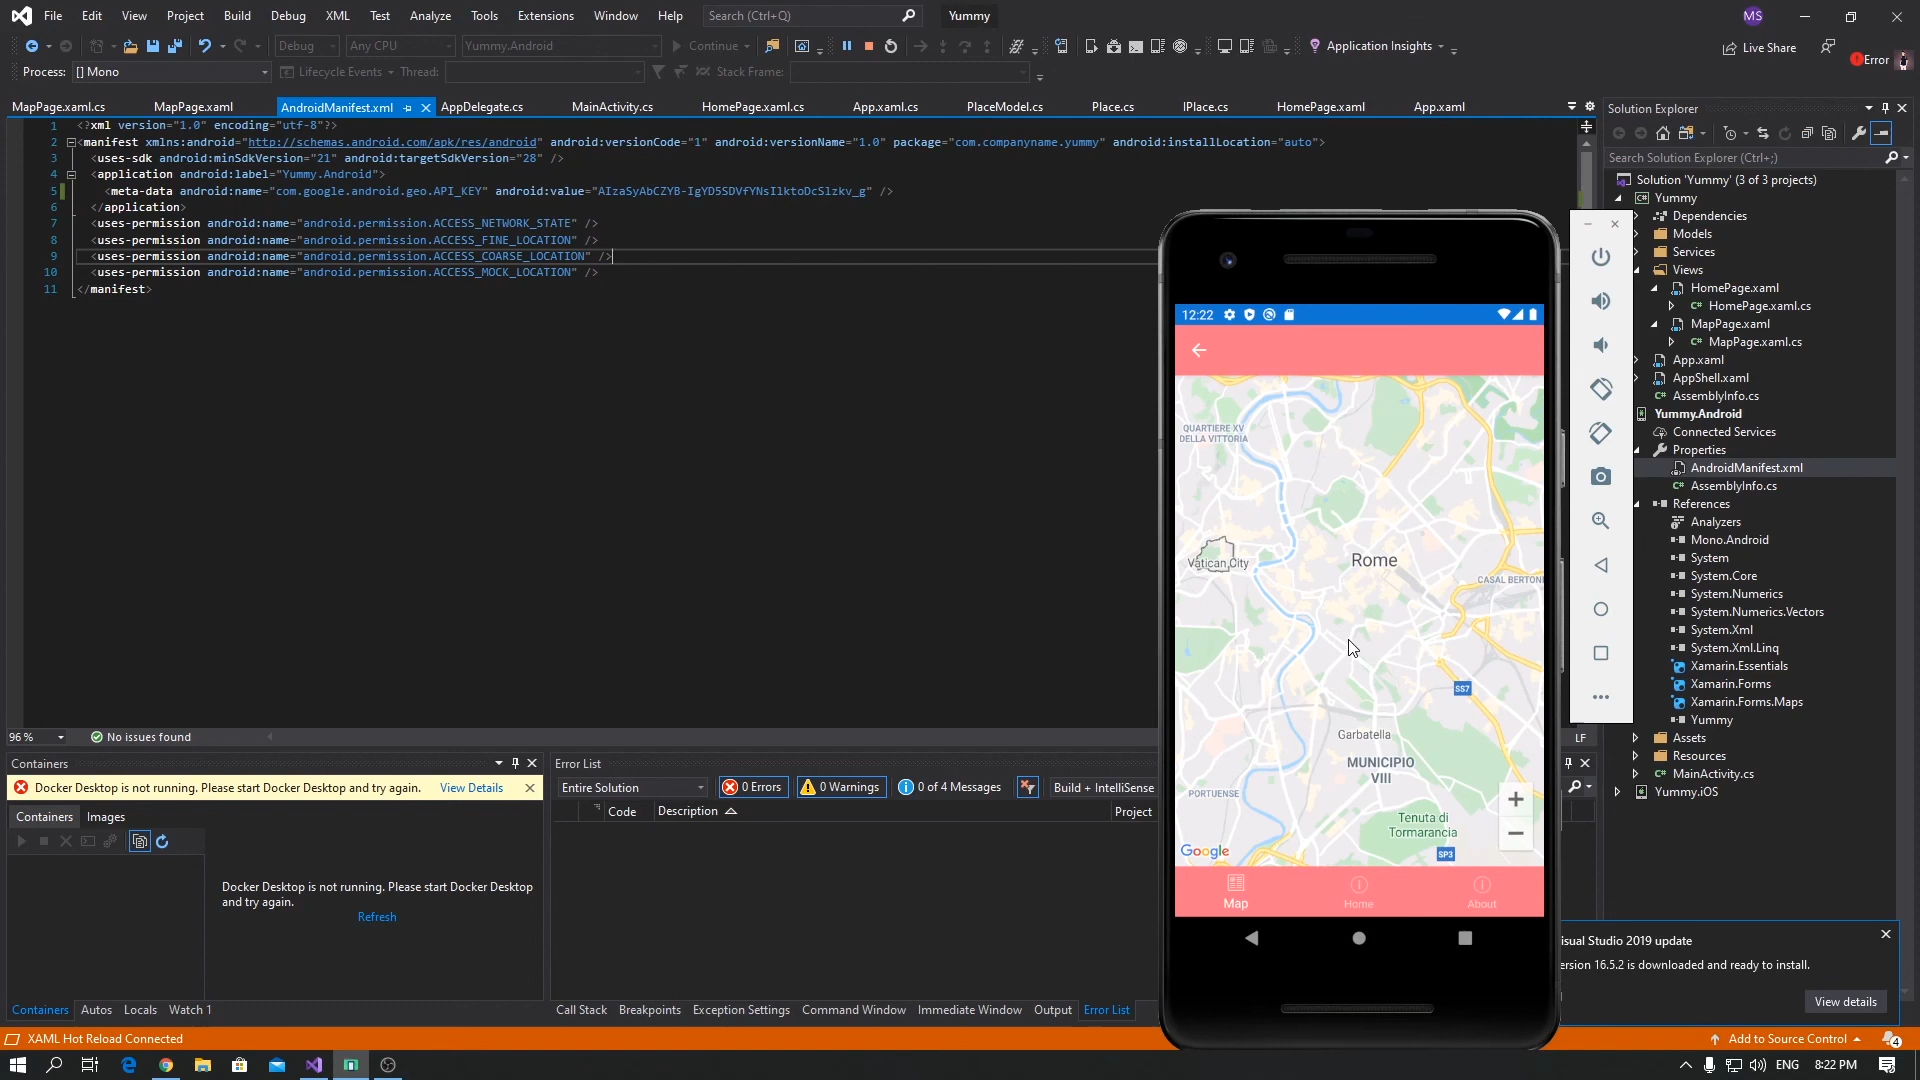 File Edit View Project Build Debug XML Test Analyze Tools Extensions Window Help Search (Ctrl+Q) Yummy MS
Debug Any CPU Yummy.Android Continue Application Insights Live Share Error
Process: [] Mono Lifecycle Events Thread: Stack Frame:
MapPage.xaml.cs MapPage.xaml AndroidManifest.xml AppDelegate.cs MainActivity.cs HomePage.xaml.cs App.xaml.cs PlaceModel.cs Place.cs IPlace.cs HomePage.xaml App.xaml
1 <?xml version="1.0" encoding="utf-8"?>
2 <manifest xmlns:android="http://schemas.android.com/apk/res/android" android:versionCode="1" android:versionName="1.0" package="com.companyname.yummy" android:installLocation="auto">
3 <uses-sdk android:minSdkVersion="21" android:targetSdkVersion="28" />
4 <application android:label="Yummy.Android">
5 <meta-data android:name="com.google.android.geo.API_KEY" android:value=
6 </application>
7 <uses-permission android:name="android.permission.ACCESS_NETWORK_STATE" />
8 <uses-permission android:name="android.permission.ACCESS_FINE_LOCATION" />
9 <uses-permission android:name="android.permission.ACCESS_COARSE_LOCATION" />
10 <uses-permission android:name="android.permission.ACCESS_MOCK_LOCATION" />
11 </manifest>
96 % No issues found LF
12:22
QUARTIERE XV
DELLA VITTORIA
Vatican City
Rome
CASAL BERTONE
SS7
Garbatella
MUNICIPIO
VIII
PORTUENSE
Tenuta di
Tormarancia
SP3
Google
Map Home About
Solution Explorer
Search Solution Explorer (Ctrl+;)
Solution 'Yummy' (3 of 3 projects)
Yummy
Dependencies
Models
Services
Views
HomePage.xaml
HomePage.xaml.cs
MapPage.xaml
MapPage.xaml.cs
App.xaml
AppShell.xaml
AssemblyInfo.cs
Yummy.Android
Connected Services
Properties
AndroidManifest.xml
AssemblyInfo.cs
References
Analyzers
Mono.Android
System
System.Core
System.Numerics
System.Numerics.Vectors
System.Xml
System.Xml.Linq
Xamarin.Essentials
Xamarin.Forms
Xamarin.Forms.Maps
Yummy
Assets
Resources
MainActivity.cs
Yummy.iOS
Containers
Docker Desktop is not running. Please start Docker Desktop and try again. View Details
Containers Images
Docker Desktop is not running. Please start Docker Desktop
and try again.
Refresh
Containers Autos Locals Watch 1
Error List
Entire Solution 0 Errors 0 Warnings 0 of 4 Messages Build + IntelliSense
Code Description Project
Call Stack Breakpoints Exception Settings Command Window Immediate Window Output Error List
isual Studio 2019 update
ersion 16.5.2 is downloaded and ready to install.
View details
XAML Hot Reload Connected Add to Source Control 4
ENG 8:22 PM